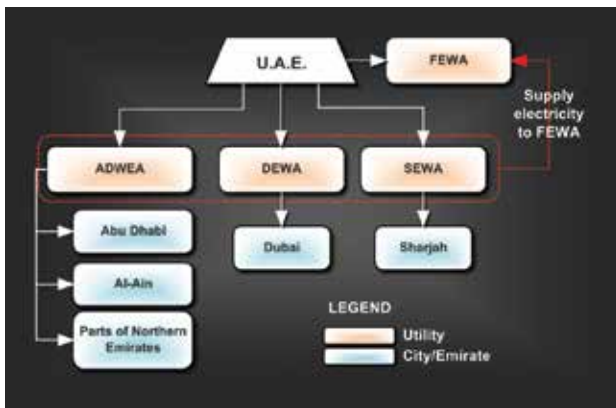 U.A.E.
FEWA
Supply
electricity
to FEWA
ADWEA
DEWA
SEWA
Abu Dhabi
Dubai
Sharjah
Al-Ain
Parts of Northern
Emirates
LEGEND
Utility
City/Emirate